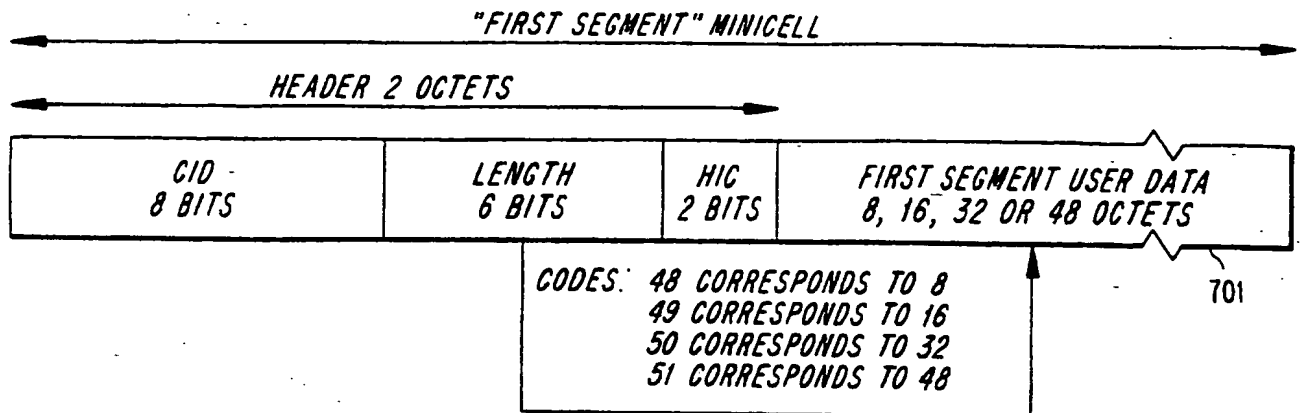 "FIRST SEGMENT" MINICELL
HEADER 2 OCTETS
CID
8 BITS
LENGTH
6 BITS
HIC
2 BITS
FIRST SEGMENT USER DATA
8, 16, 32 OR 48 OCTETS
701
CODES: 48 CORRESPONDS TO 8
49 CORRESPONDS TO 16
50 CORRESPONDS TO 32
51 CORRESPONDS TO 48